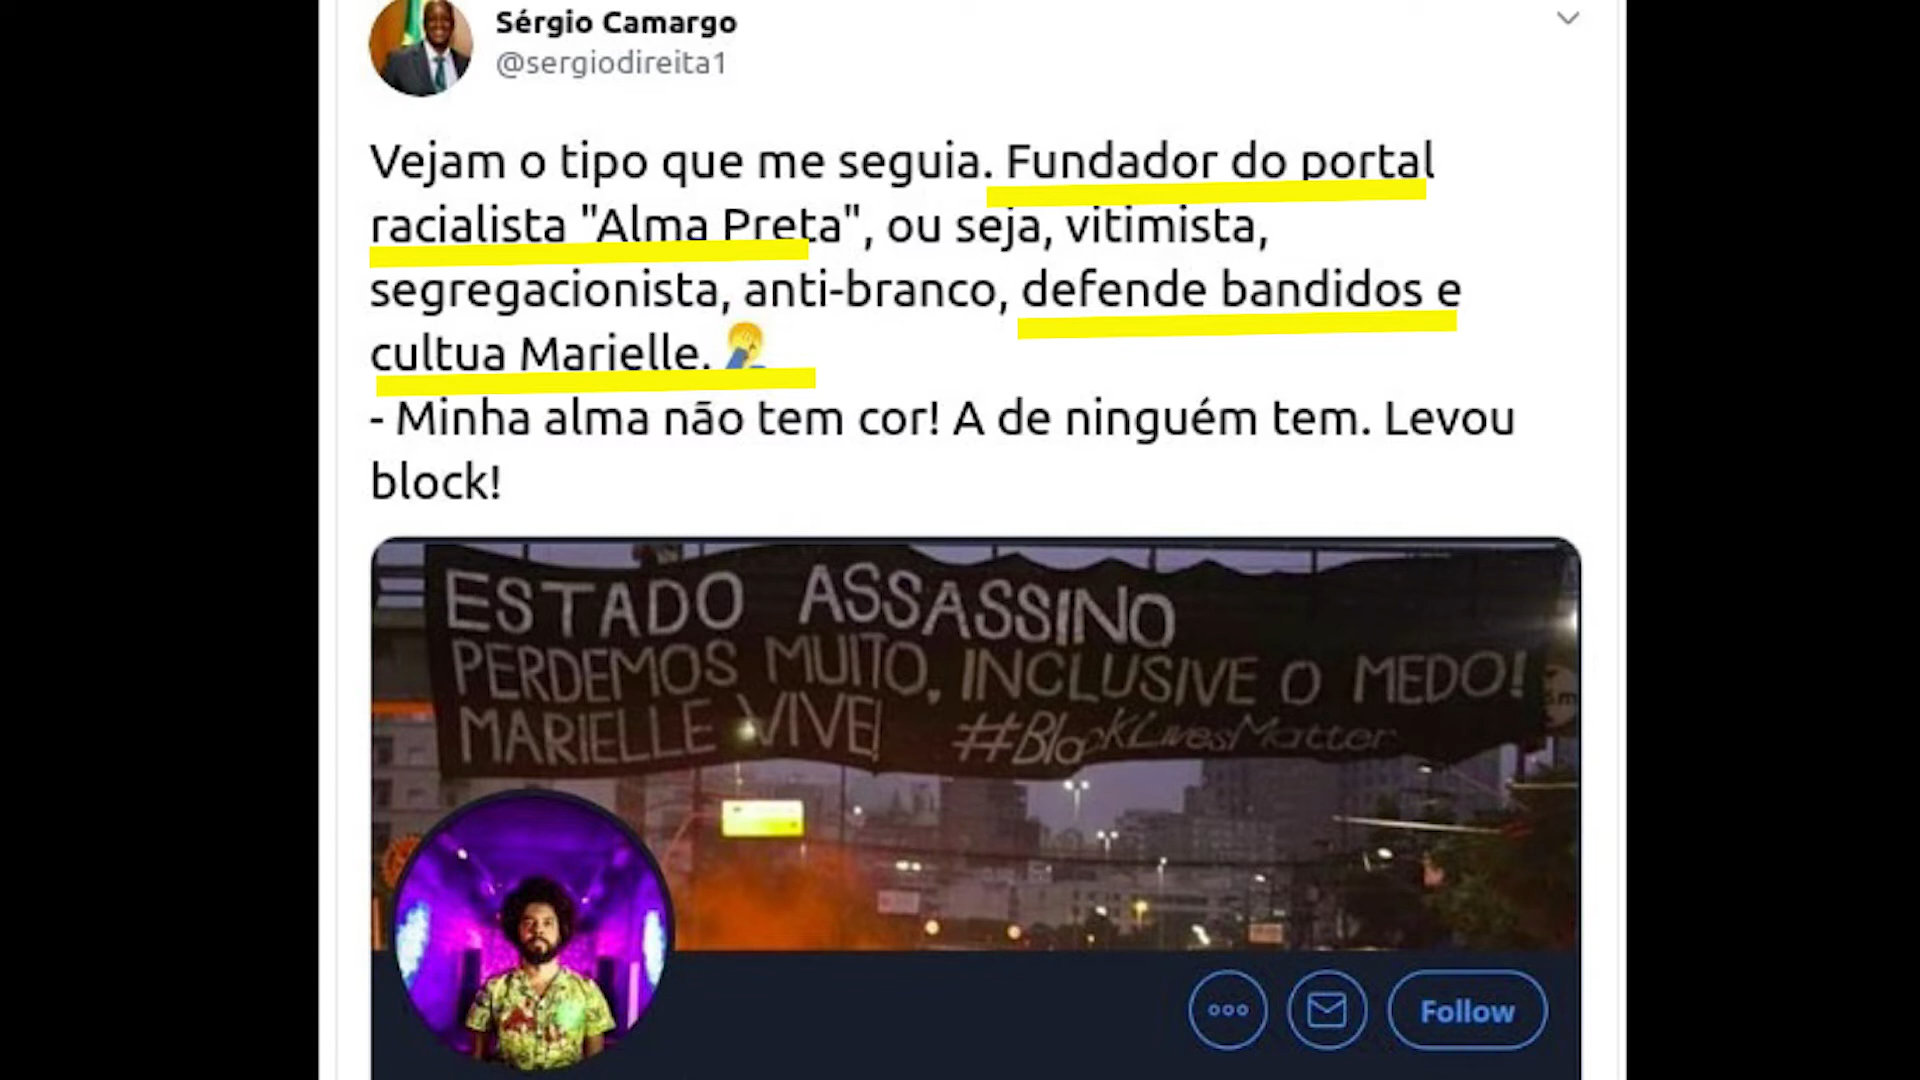 Sérgio Camargo
@sergiodireita1
Vejam o tipo que me seguia. Fundador do portal
racialista "Alma Preta", ou seja, vitimista,
segregacionista, anti-branco, defende bandidos e
cultua Marielle.
- Minha alma não tem cor! A de ninguém tem. Levou
block!
ESTADO ASSASSINO
PERDEMOS MUITO, INCLUSIVE O MEDO!
MARIELLE VIVE! #BlackLivesMatter
Follow